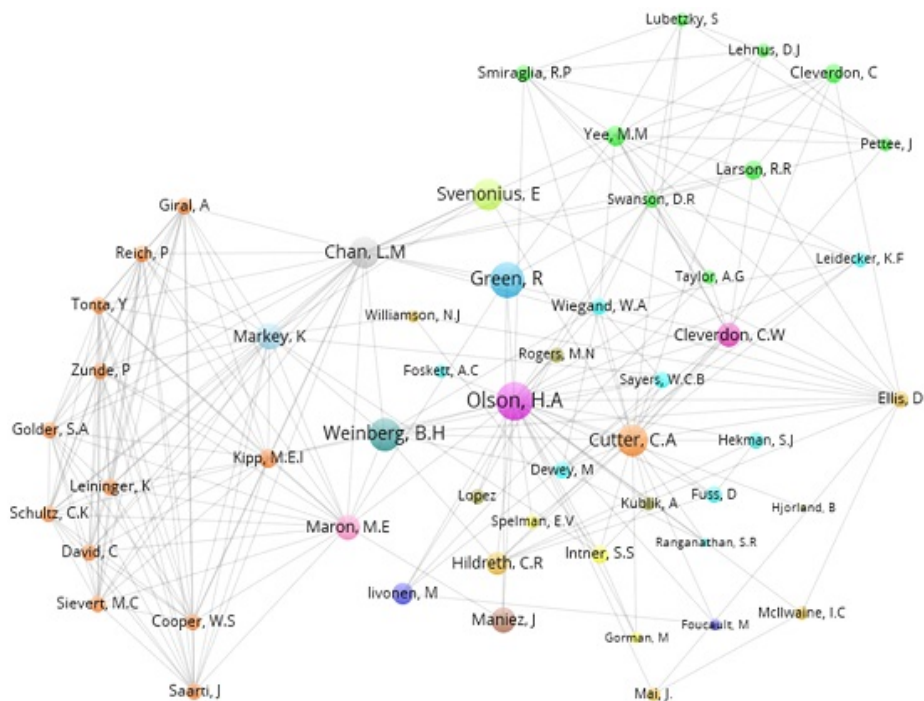 Lubetzky, S
Lehnus, D.J
Smiraglia, R.P
Cleverdon, C
Yee, M.M
Pettee, J
Larson, R.R
Svenonius, E
Swanson, D.R
Giral, A
Chan, L.M
Reich, P
Leidecker, K.F
Green, R
Taylor, A.G
Tonta, Y
Wiegand, W.A
Williamson, N.J
Markey, K
Cleverdon, C.W
Rogers, M.N
Zunde, P
Foskett, A.C
Sayers, W.C.B
Olson, H.A
Ellis, D
Golder, S.A
Weinberg, B.H
Cutter, C.A
Hekman, S.J
Kipp, M.E.I
Dewey, M
Leininger, K
Lopez
Kublik, A
Fuss, D
Hjorland, B
Schultz, C.K
Maron, M.E
Spelman, E.V
Ranganathan, S.R
David, C
Intner, S.S
Hildreth, C.R
Iivonen, M
Sievert, M.C
Cooper, W.S
Maniez, J
McIlwaine, I.C
Foucault, M
Gorman, M
Saarti, J
Mai, J.